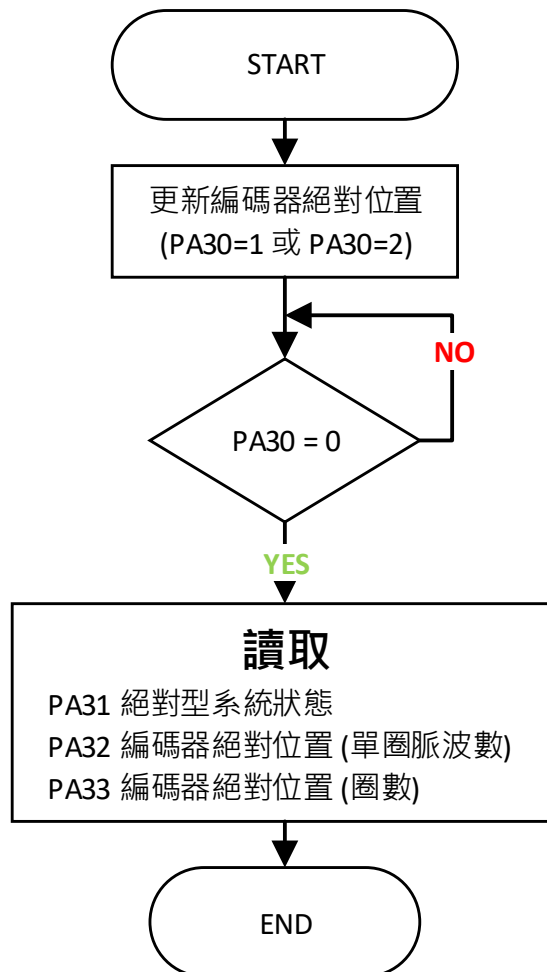 START
更新編碼器絕對位置
(PA30=1 或 PA30=2)
NO
PA30 = 0
YES
讀取
PA31 絕對型系統狀態
PA32 編碼器絕對位置 (單圈脈波數)
PA33 編碼器絕對位置 (圈數)
END